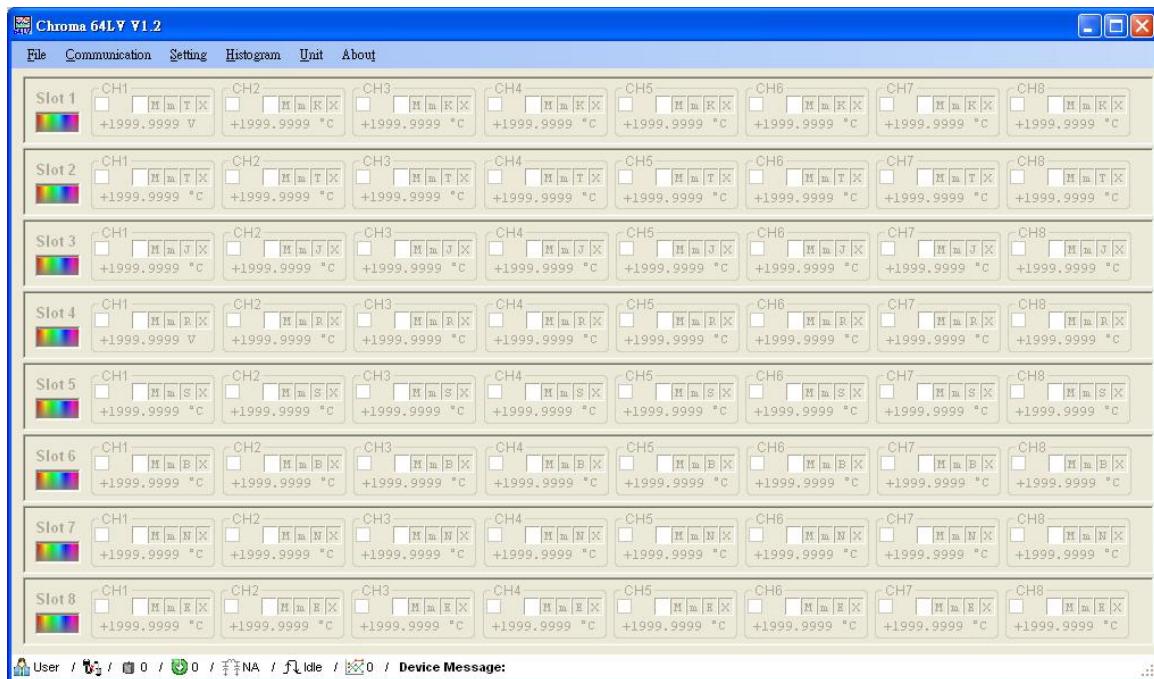 Chroma 64LV V1.2
File Communication Setting Histogram Unit About
Slot 1 CH1 M m T X CH2 M m K X CH3 M m K X CH4 M m K X CH5 M m K X CH6 M m K X CH7 M m K X CH8 M m K X
+1999.9999 V +1999.9999 °C +1999.9999 °C +1999.9999 °C +1999.9999 °C +1999.9999 °C +1999.9999 °C +1999.9999 °C
Slot 2 CH1 M m T X CH2 M m T X CH3 M m T X CH4 M m T X CH5 M m T X CH6 M m T X CH7 M m T X CH8 M m T X
+1999.9999 °C +1999.9999 °C +1999.9999 °C +1999.9999 °C +1999.9999 °C +1999.9999 °C +1999.9999 °C +1999.9999 °C
Slot 3 CH1 M m J X CH2 M m J X CH3 M m J X CH4 M m J X CH5 M m J X CH6 M m J X CH7 M m J X CH8 M m J X
+1999.9999 °C +1999.9999 °C +1999.9999 °C +1999.9999 °C +1999.9999 °C +1999.9999 °C +1999.9999 °C +1999.9999 °C
Slot 4 CH1 M m R X CH2 M m R X CH3 M m R X CH4 M m R X CH5 M m R X CH6 M m R X CH7 M m R X CH8 M m R X
+1999.9999 V +1999.9999 °C +1999.9999 °C +1999.9999 °C +1999.9999 °C +1999.9999 °C +1999.9999 °C +1999.9999 °C
Slot 5 CH1 M m S X CH2 M m S X CH3 M m S X CH4 M m S X CH5 M m S X CH6 M m S X CH7 M m S X CH8 M m S X
+1999.9999 °C +1999.9999 °C +1999.9999 °C +1999.9999 °C +1999.9999 °C +1999.9999 °C +1999.9999 °C +1999.9999 °C
Slot 6 CH1 M m B X CH2 M m B X CH3 M m B X CH4 M m B X CH5 M m B X CH6 M m B X CH7 M m B X CH8 M m B X
+1999.9999 °C +1999.9999 °C +1999.9999 °C +1999.9999 °C +1999.9999 °C +1999.9999 °C +1999.9999 °C +1999.9999 °C
Slot 7 CH1 M m N X CH2 M m N X CH3 M m N X CH4 M m N X CH5 M m N X CH6 M m N X CH7 M m N X CH8 M m N X
+1999.9999 °C +1999.9999 °C +1999.9999 °C +1999.9999 °C +1999.9999 °C +1999.9999 °C +1999.9999 °C +1999.9999 °C
Slot 8 CH1 M m E X CH2 M m E X CH3 M m E X CH4 M m E X CH5 M m E X CH6 M m E X CH7 M m E X CH8 M m E X
+1999.9999 °C +1999.9999 °C +1999.9999 °C +1999.9999 °C +1999.9999 °C +1999.9999 °C +1999.9999 °C +1999.9999 °C
User / / 0 / 0 / NA / Idle / 0 / Device Message: